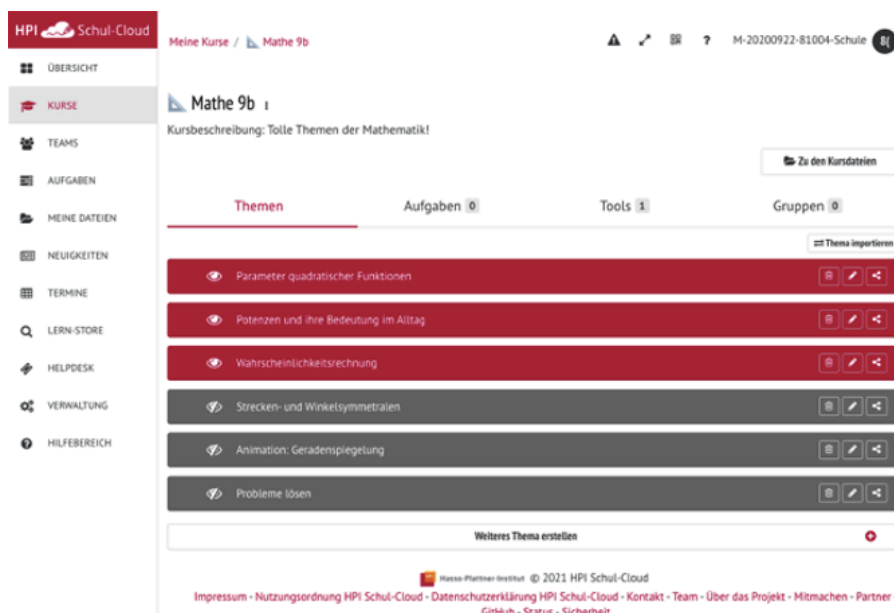 HPI Schul-Cloud
Meine Kurse / Mathe 9b
? M-20200922-81004-Schule
ÜBERSICHT
KURSE
TEAMS
AUFGABEN
MEINE DATEIEN
NEUIGKEITEN
TERMINE
LERN-STORE
HELPDESK
VERWALTUNG
HILFEBEREICH
Mathe 9b
Kursbeschreibung: Tolle Themen der Mathematik!
Zu den Kursdateien
Themen Aufgaben 0 Tools 1 Gruppen 0
Thema importieren
Parameter quadratischer Funktionen
Potenzen und ihre Bedeutung im Alltag
Wahrscheinlichkeitsrechnung
Strecken- und Winkelsymmetralen
Animation: Geradenspiegelung
Probleme lösen
Weiteres Thema erstellen
Hasso-Plattner-Institut © 2021 HPI Schul-Cloud
Impressum - Nutzungsordnung HPI Schul-Cloud - Datenschutzerklärung HPI Schul-Cloud - Kontakt - Team - Über das Projekt - Mitmachen - Partner
GitHub - Status - Sicherheit